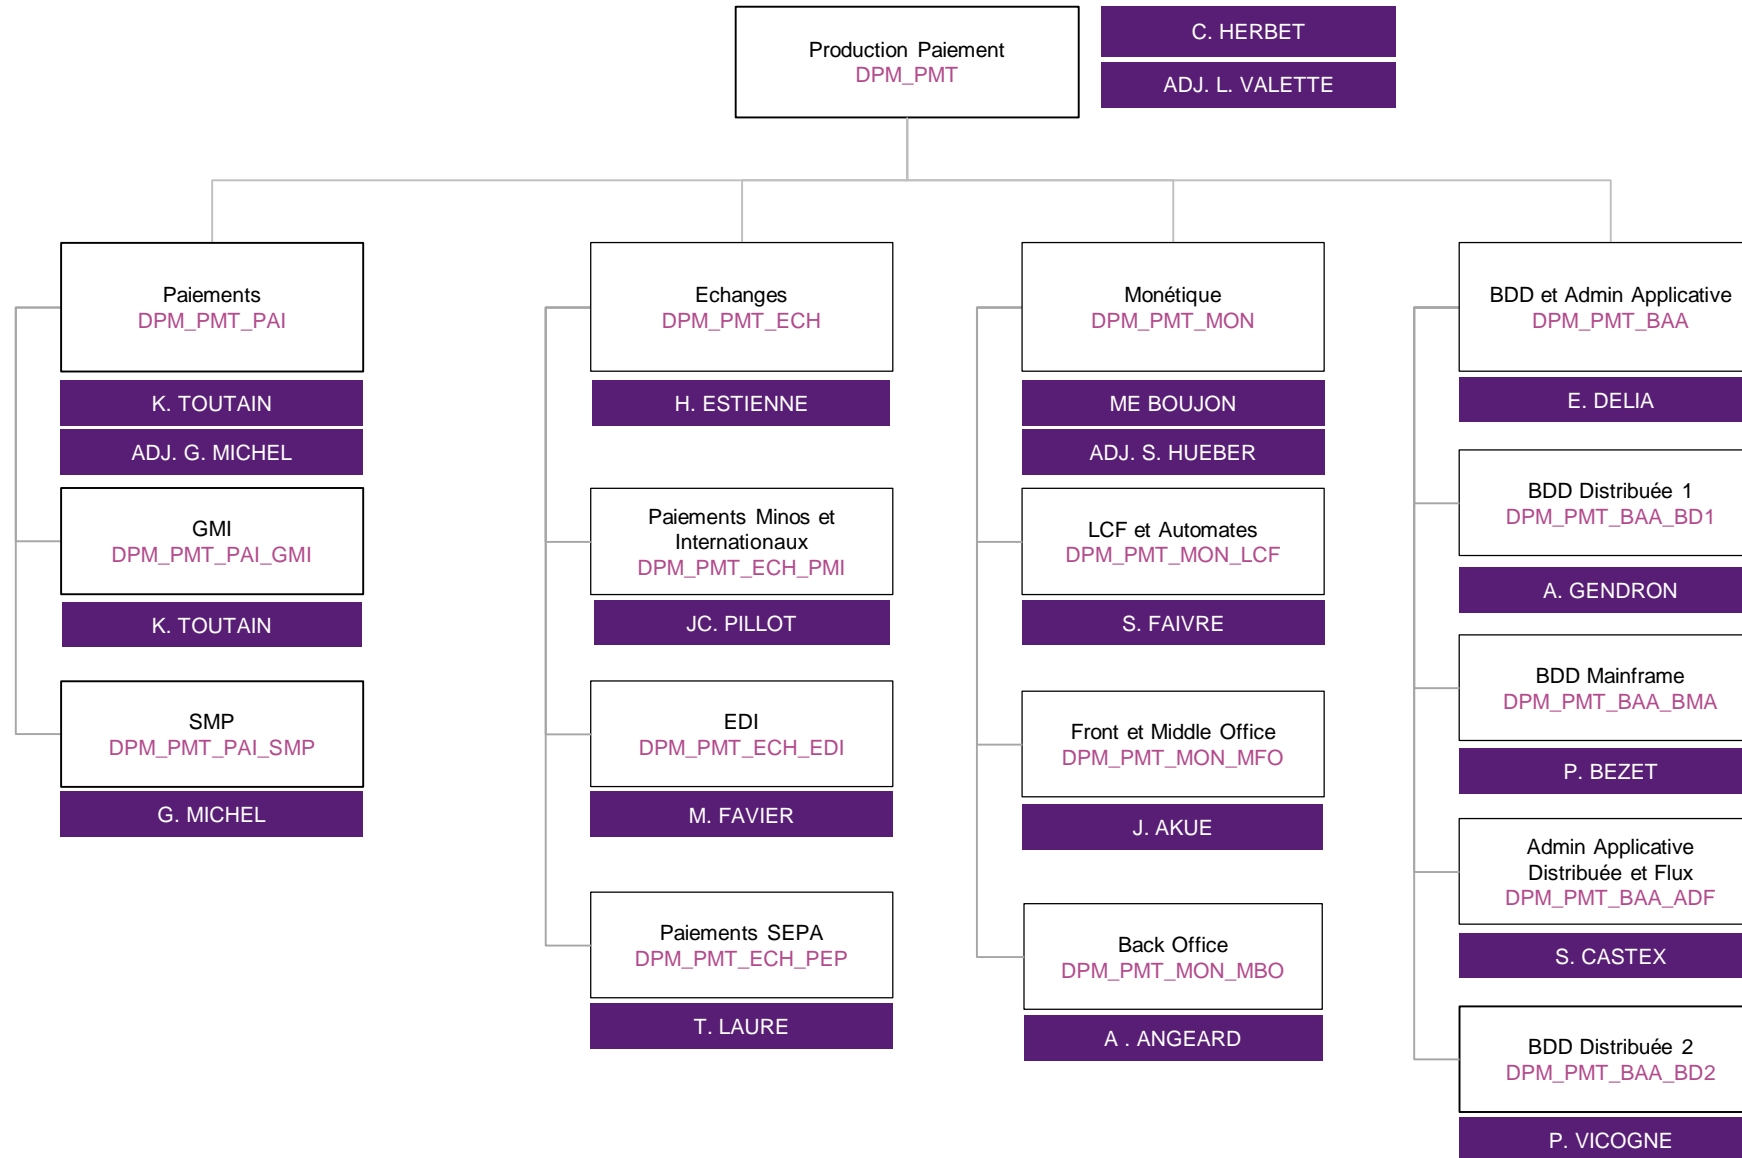 Production Paiement
DPM_PMT
C. HERBET
ADJ. L. VALETTE
Paiements
DPM_PMT_PAI
K. TOUTAIN
ADJ. G. MICHEL
GMI
DPM_PMT_PAI_GMI
K. TOUTAIN
SMP
DPM_PMT_PAI_SMP
G. MICHEL
Echanges
DPM_PMT_ECH
H. ESTIENNE
Paiements Minos et
Internationaux
DPM_PMT_ECH_PMI
JC. PILLOT
EDI
DPM_PMT_ECH_EDI
M. FAVIER
Paiements SEPA
DPM_PMT_ECH_PEP
T. LAURE
Monétique
DPM_PMT_MON
ME BOUJON
ADJ. S. HUEBER
LCF et Automates
DPM_PMT_MON_LCF
S. FAIVRE
Front et Middle Office
DPM_PMT_MON_MFO
J. AKUE
Back Office
DPM_PMT_MON_MBO
A . ANGEARD
BDD et Admin Applicative
DPM_PMT_BAA
E. DELIA
BDD Distribuée 1
DPM_PMT_BAA_BD1
A. GENDRON
BDD Mainframe
DPM_PMT_BAA_BMA
P. BEZET
Admin Applicative
Distribuée et Flux
DPM_PMT_BAA_ADF
S. CASTEX
BDD Distribuée 2
DPM_PMT_BAA_BD2
P. VICOGNE